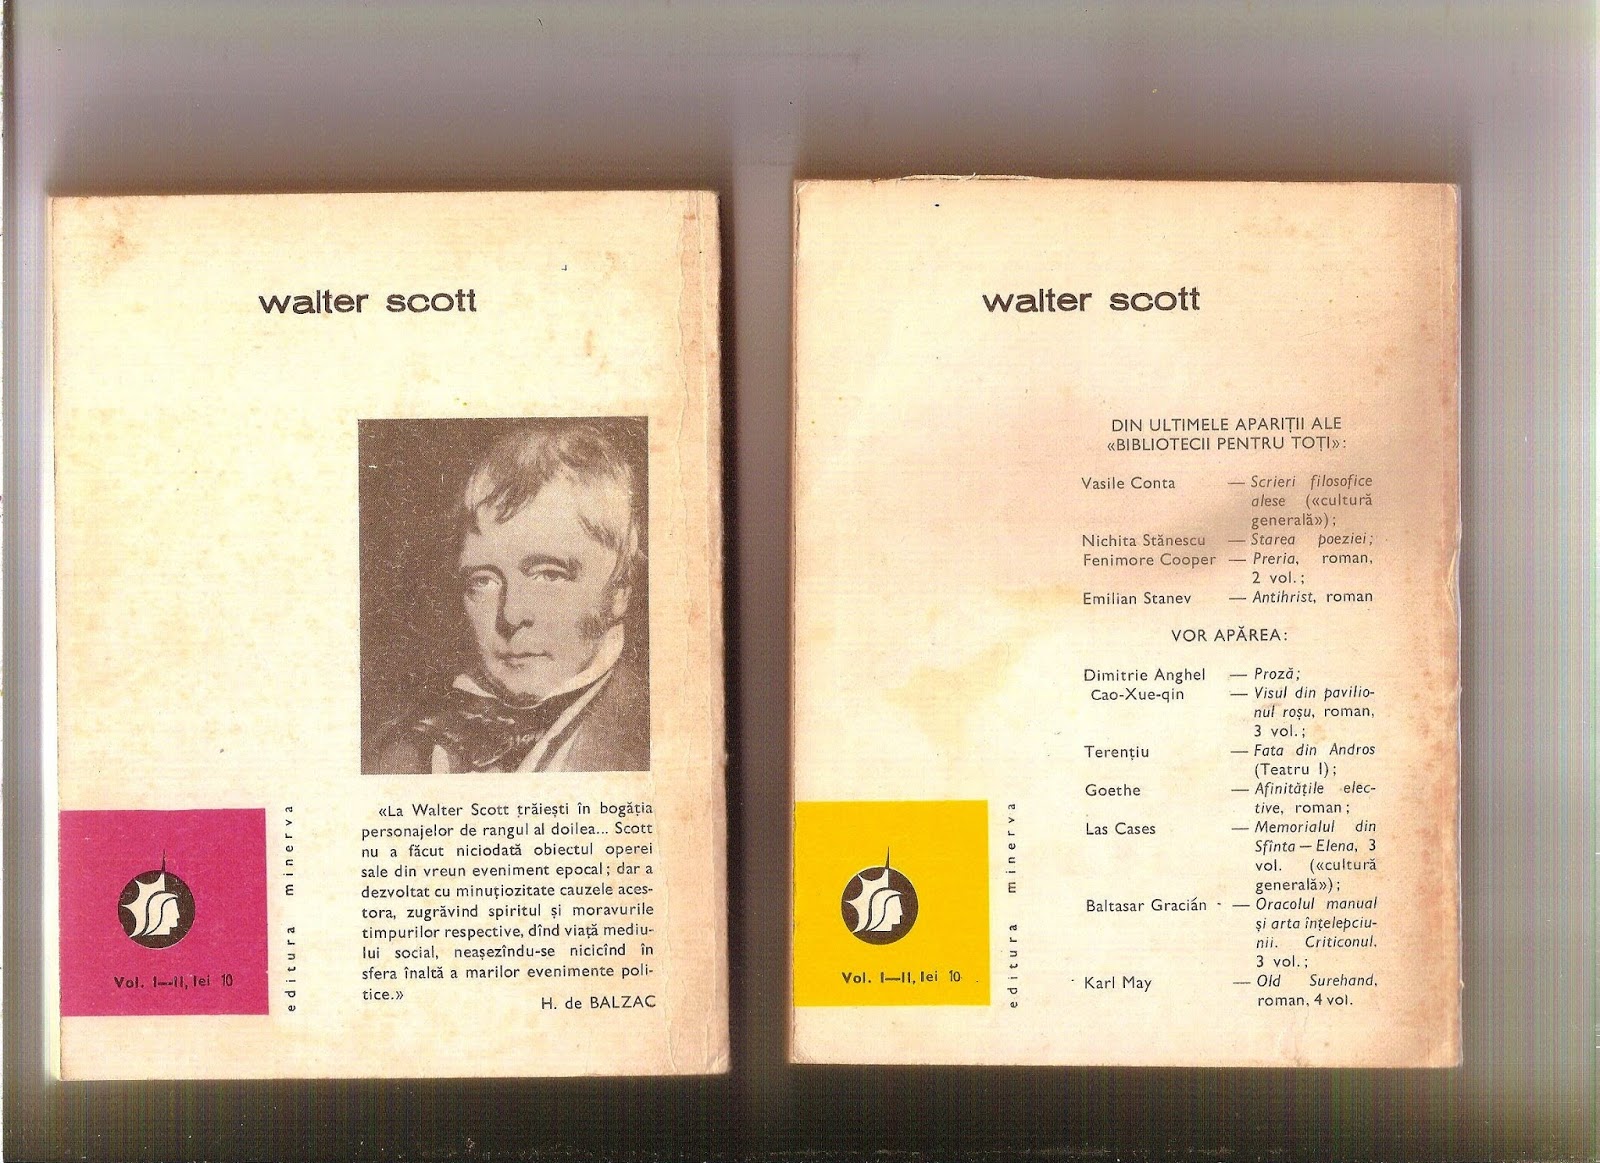 walter scott
«La Walter Scott trăiești în bogăția
personajelor de rangul al doilea... Scott
nu a făcut niciodată obiectul operei
sale din vreun eveniment epocal; dar a
dezvoltat cu minuțiozitate cauzele aces-
tora, zugrăvind spiritul și moravurile
timpurilor respective, dînd viață mediu-
lui social, neașezîndu-se nicicînd în
sfera înaltă a marilor evenimente poli-
tice.»
H. de BALZAC
editura minerva
Vol. I—II, lei 10
walter scott
DIN ULTIMELE APARIȚII ALE
«BIBLIOTECII PENTRU TOȚI»:
Vasile Conta — Scrieri filosofice
alese («cultură
generală»);
Nichita Stănescu — Starea poeziei;
Fenimore Cooper — Preria, roman,
2 vol.;
Emilian Stanev — Antihrist, roman
VOR APĂREA:
Dimitrie Anghel — Proză;
Cao-Xue-qin — Visul din pavilio-
nul roșu, roman,
3 vol.;
Terențiu — Fata din Andros
(Teatru I);
Goethe — Afinitățile elec-
tive, roman;
Las Cases — Memorialul din
Sfînta—Elena, 3
vol. («cultură
generală»);
Baltasar Gracián — Oracolul manual
și arta înțelepciu-
nii. Criticonul.
3 vol.;
Karl May — Old Surehand,
roman, 4 vol.
editura minerva
Vol. I—II, lei 10